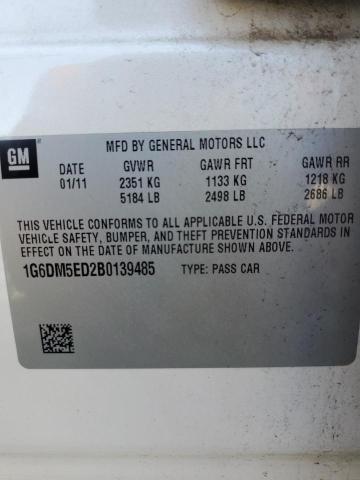 GM
MFD BY GENERAL MOTORS LLC
DATE GVWR GAWR FRT GAWR RR
01/11 2351 KG 1133 KG 1218 KG
5184 LB 2498 LB 2686 LB
THIS VEHICLE CONFORMS TO ALL APPLICABLE U.S. FEDERAL MOTOR
VEHICLE SAFETY, BUMPER, AND THEFT PREVENTION STANDARDS
IN EFFECT ON THE DATE OF MANUFACTURE SHOWN ABOVE.
1G6DM5ED2B0139485 TYPE: PASS CAR